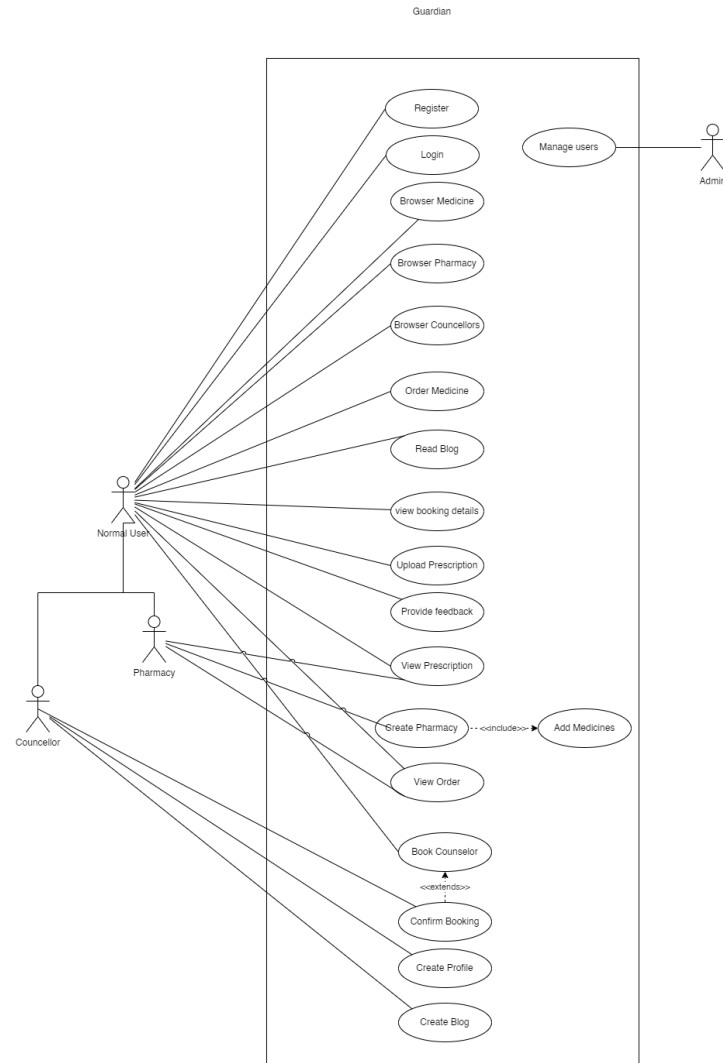 Guardian
Register
Login
Manage users
Admin
Browser Medicine
Browser Pharmacy
Browser Councellors
Order Medicine
Read Blog
view booking details
Normal User
Upload Prescription
Provide feedback
View Prescription
Pharmacy
Create Pharmacy
<<include>>
Add Medicines
Councellor
View Order
Book Counselor
<<extends>>
Confirm Booking
Create Profile
Create Blog